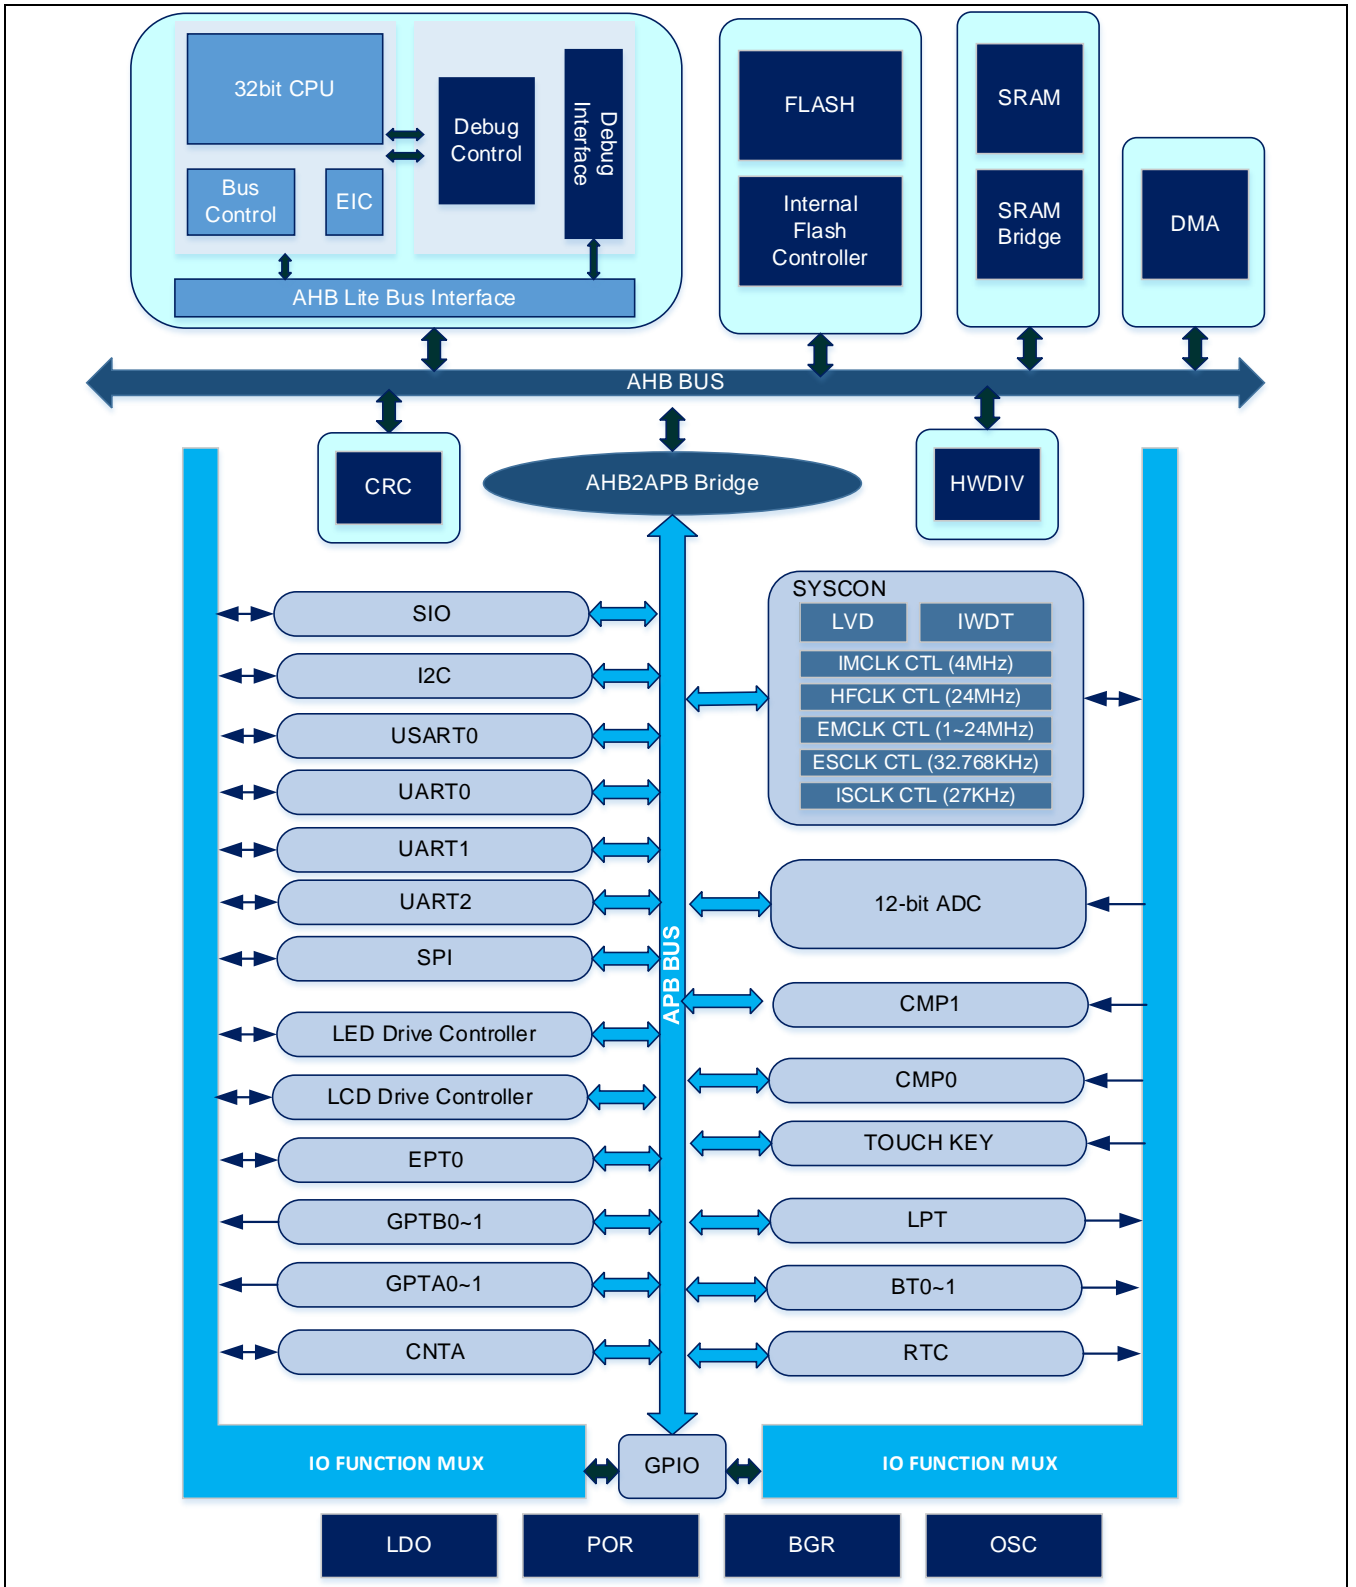 32bit CPU
Debug
Control
Debug
Interface
Bus
Control
EIC
AHB Lite Bus Interface
FLASH
Internal
Flash
Controller
SRAM
SRAM
Bridge
DMA
AHB BUS
CRC
AHB2APB Bridge
HWDIV
SIO
I2C
USART0
UART0
UART1
UART2
SPI
LED Drive Controller
LCD Drive Controller
EPT0
GPTB0~1
GPTA0~1
CNTA
APB BUS
SYSCON
LVD
IWDT
IMCLK CTL (4MHz)
HFCLK CTL (24MHz)
EMCLK CTL (1~24MHz)
ESCLK CTL (32.768KHz)
ISCLK CTL (27KHz)
12-bit ADC
CMP1
CMP0
TOUCH KEY
LPT
BT0~1
RTC
IO FUNCTION MUX
GPIO
IO FUNCTION MUX
LDO
POR
BGR
OSC